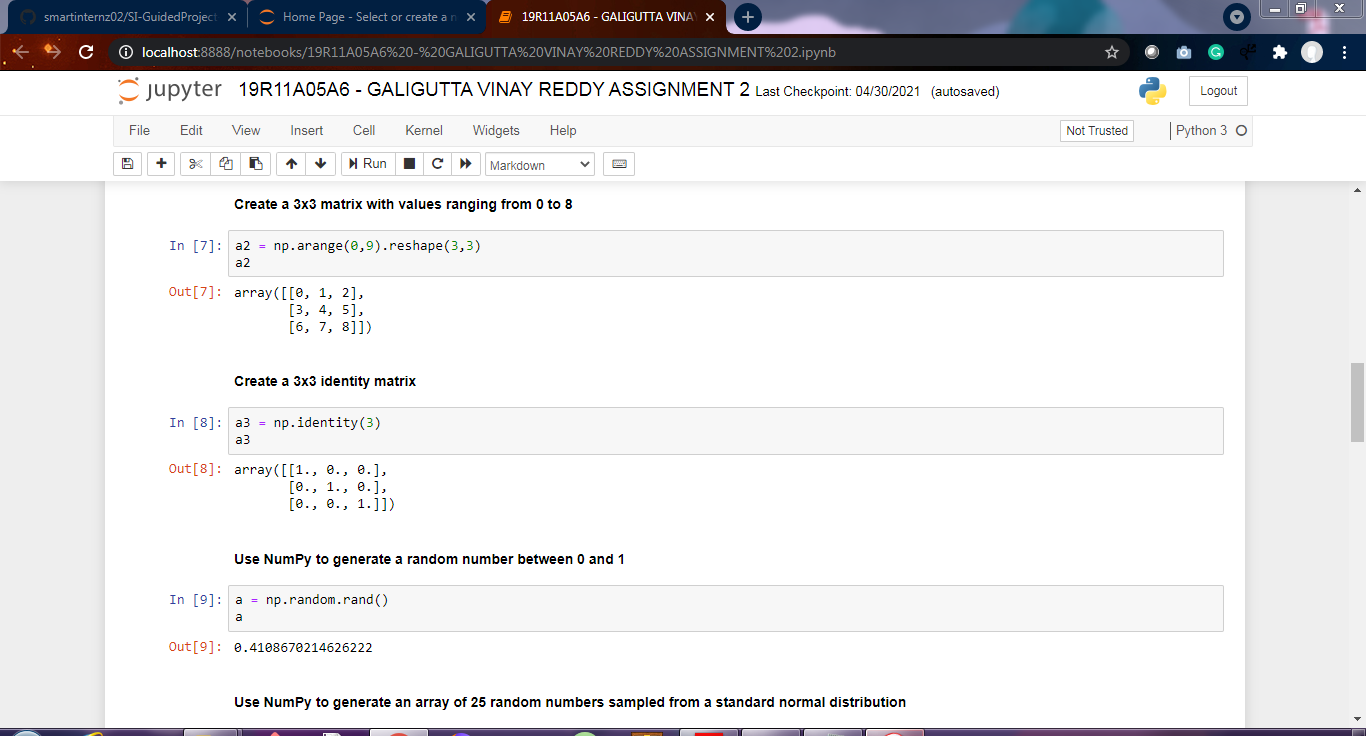 smartinternz02/SI-GuidedProject
Home Page - Select or create a n
19R11A05A6 - GALIGUTTA VINAY
localhost:8888/notebooks/19R11A05A6%20-%20GALIGUTTA%20VINAY%20REDDY%20ASSIGNMENT%202.ipynb
jupyter 19R11A05A6 - GALIGUTTA VINAY REDDY ASSIGNMENT 2 Last Checkpoint: 04/30/2021 (autosaved)
Logout
File Edit View Insert Cell Kernel Widgets Help
Not Trusted
Python 3
Run
Markdown
Create a 3x3 matrix with values ranging from 0 to 8
In [7]: a2 = np.arange(0,9).reshape(3,3)
a2
Out[7]: array([[0, 1, 2],
[3, 4, 5],
[6, 7, 8]])
Create a 3x3 identity matrix
In [8]: a3 = np.identity(3)
a3
Out[8]: array([[1., 0., 0.],
[0., 1., 0.],
[0., 0., 1.]])
Use NumPy to generate a random number between 0 and 1
In [9]: a = np.random.rand()
a
Out[9]: 0.4108670214626222
Use NumPy to generate an array of 25 random numbers sampled from a standard normal distribution